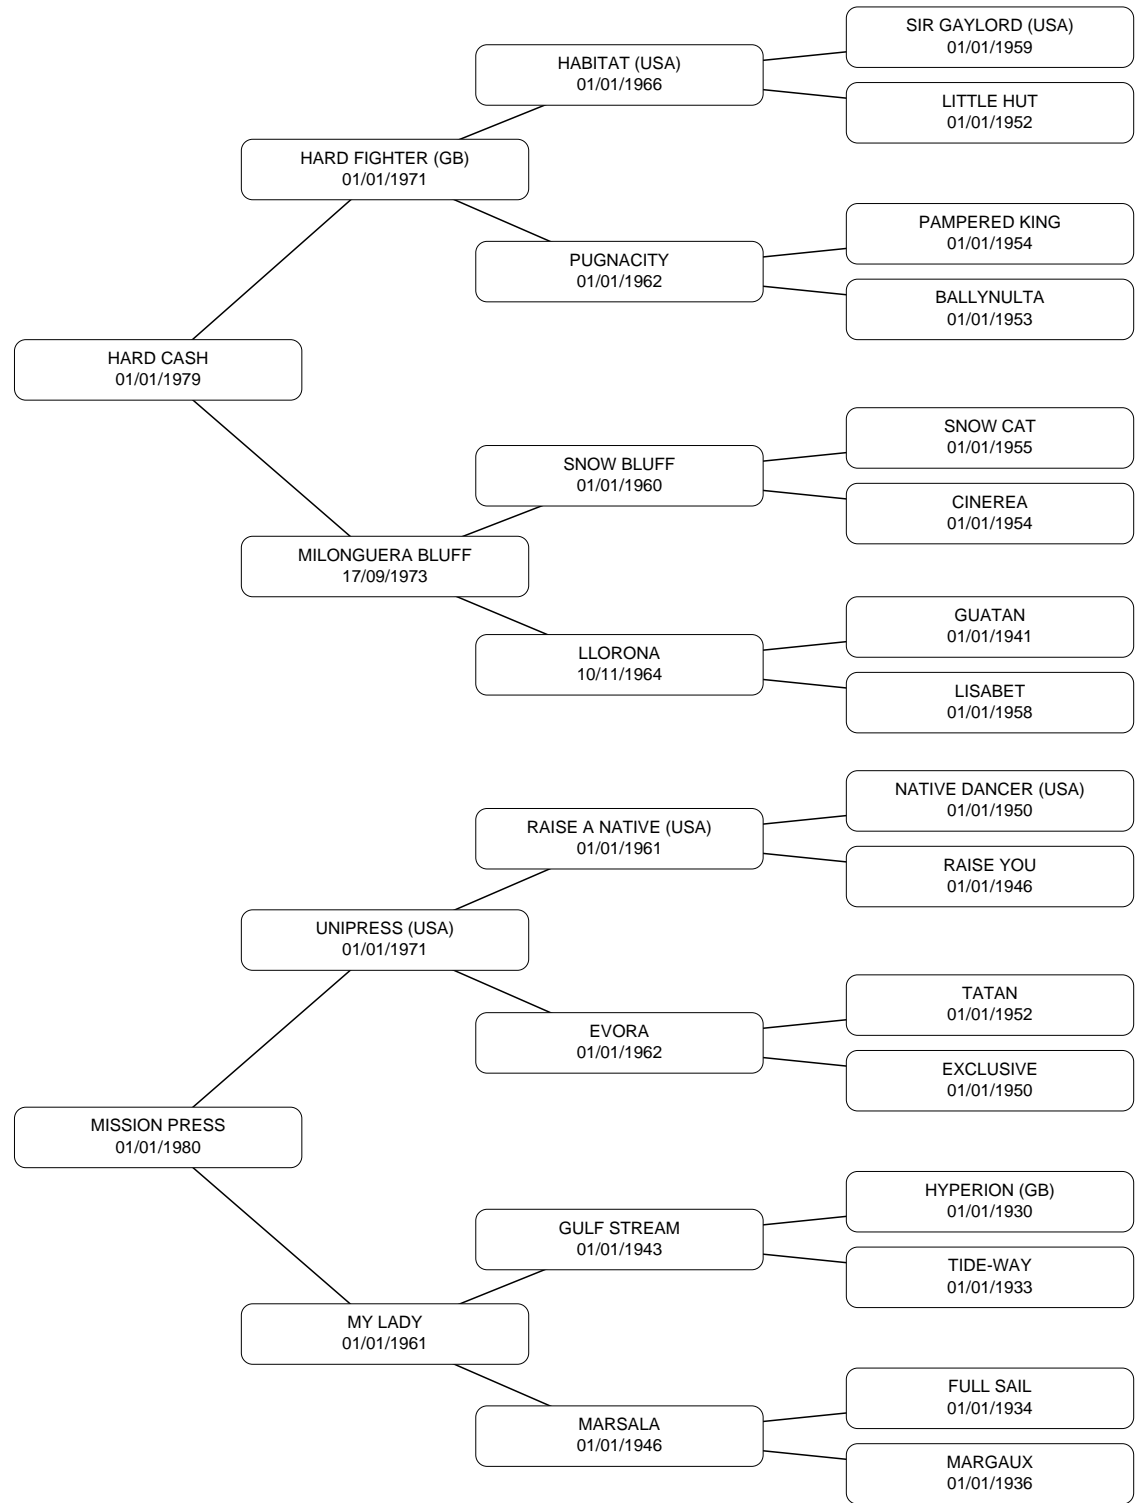 SIR GAYLORD (USA)
01/01/1959
HABITAT (USA)
01/01/1966
LITTLE HUT
01/01/1952
HARD FIGHTER (GB)
01/01/1971
PAMPERED KING
01/01/1954
PUGNACITY
01/01/1962
BALLYNULTA
01/01/1953
HARD CASH
01/01/1979
SNOW CAT
01/01/1955
SNOW BLUFF
01/01/1960
CINEREA
01/01/1954
MILONGUERA BLUFF
17/09/1973
GUATAN
01/01/1941
LLORONA
10/11/1964
LISABET
01/01/1958
NATIVE DANCER (USA)
01/01/1950
RAISE A NATIVE (USA)
01/01/1961
RAISE YOU
01/01/1946
UNIPRESS (USA)
01/01/1971
TATAN
01/01/1952
EVORA
01/01/1962
EXCLUSIVE
01/01/1950
MISSION PRESS
01/01/1980
HYPERION (GB)
01/01/1930
GULF STREAM
01/01/1943
TIDE-WAY
01/01/1933
MY LADY
01/01/1961
FULL SAIL
01/01/1934
MARSALA
01/01/1946
MARGAUX
01/01/1936